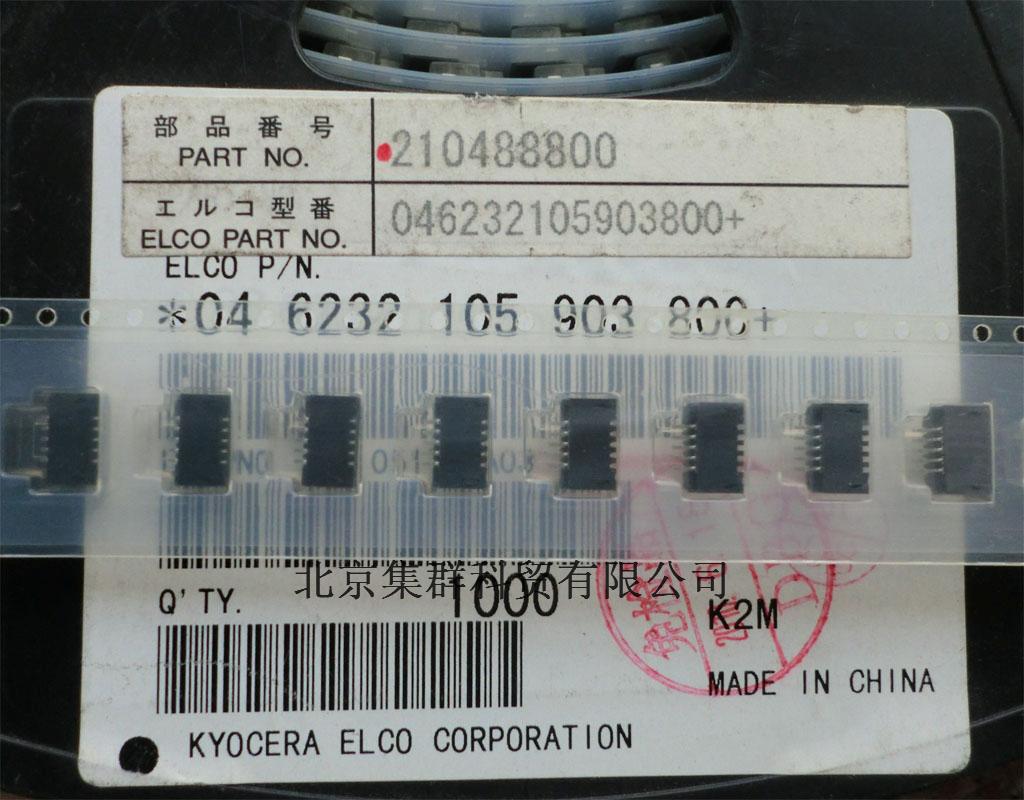 部品番号
PART NO.
210488800
エルコ型番
ELCO PART NO.
046232105903800+
ELCO P/N.
*04 6232 105 903 800+
北京集群科贸有限公司
Q'TY.
1000
K2M
MADE IN CHINA
KYOCERA ELCO CORPORATION